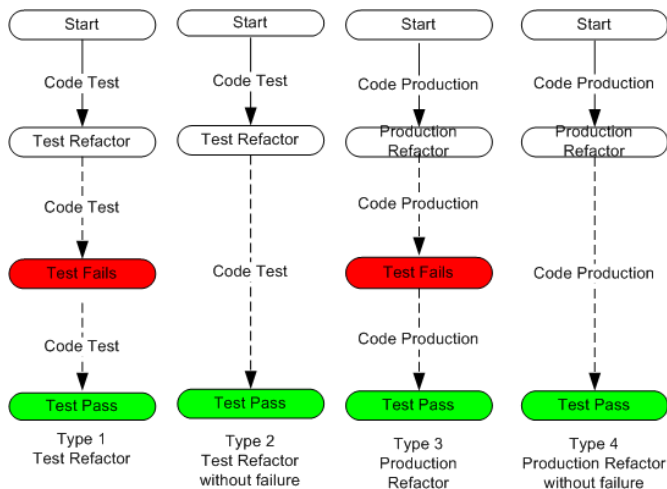 Start
Code Test
Test Refactor
Code Test
Test Fails
Code Test
Test Pass
Type 1
Test Refactor
Start
Code Test
Test Refactor
Code Test
Test Pass
Type 2
Test Refactor
without failure
Start
Code Production
Production
Refactor
Code Production
Test Fails
Code Production
Test Pass
Type 3
Production
Refactor
Start
Code Production
Production
Refactor
Code Production
Test Pass
Type 4
Production Refactor
without failure